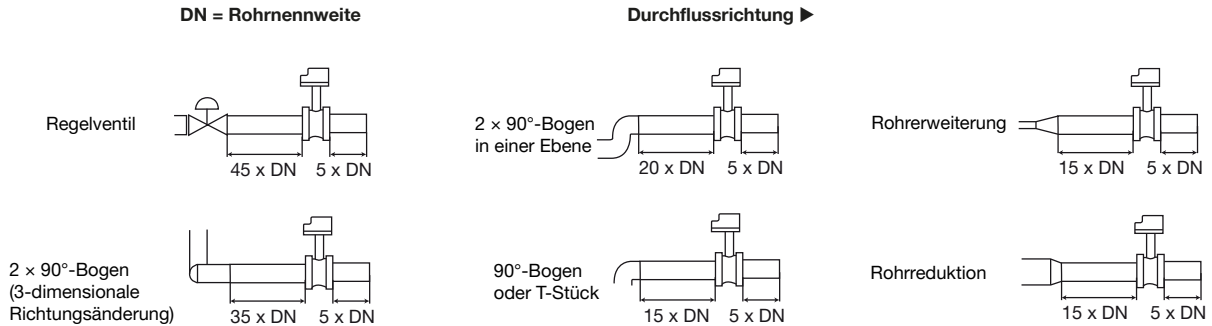 DN = Rohrnennweite
Durchflussrichtung ▶
Regelventil
45 x DN 5 x DN
2 × 90°-Bogen
in einer Ebene
20 x DN 5 x DN
Rohrerweiterung
15 x DN 5 x DN
2 × 90°-Bogen
(3-dimensionale
Richtungsänderung)
35 x DN 5 x DN
90°-Bogen
oder T-Stück
15 x DN 5 x DN
Rohrreduktion
15 x DN 5 x DN